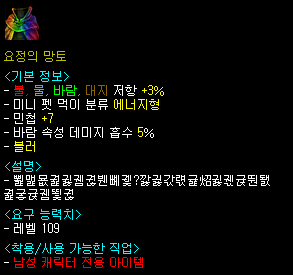 요정의 망토
<기본 정보>
- 불, 물, 바람, 대지 저항 +3%
- 미니 펫 먹이 분류 에너지형
- 민첩 +7
- 바람 속성 데미지 흡수 5%
- 블러
<설명>
<요구 능력치>
- 레벨 109
<착용/사용 가능한 직업>
- 남성 캐릭터 전용 아이템